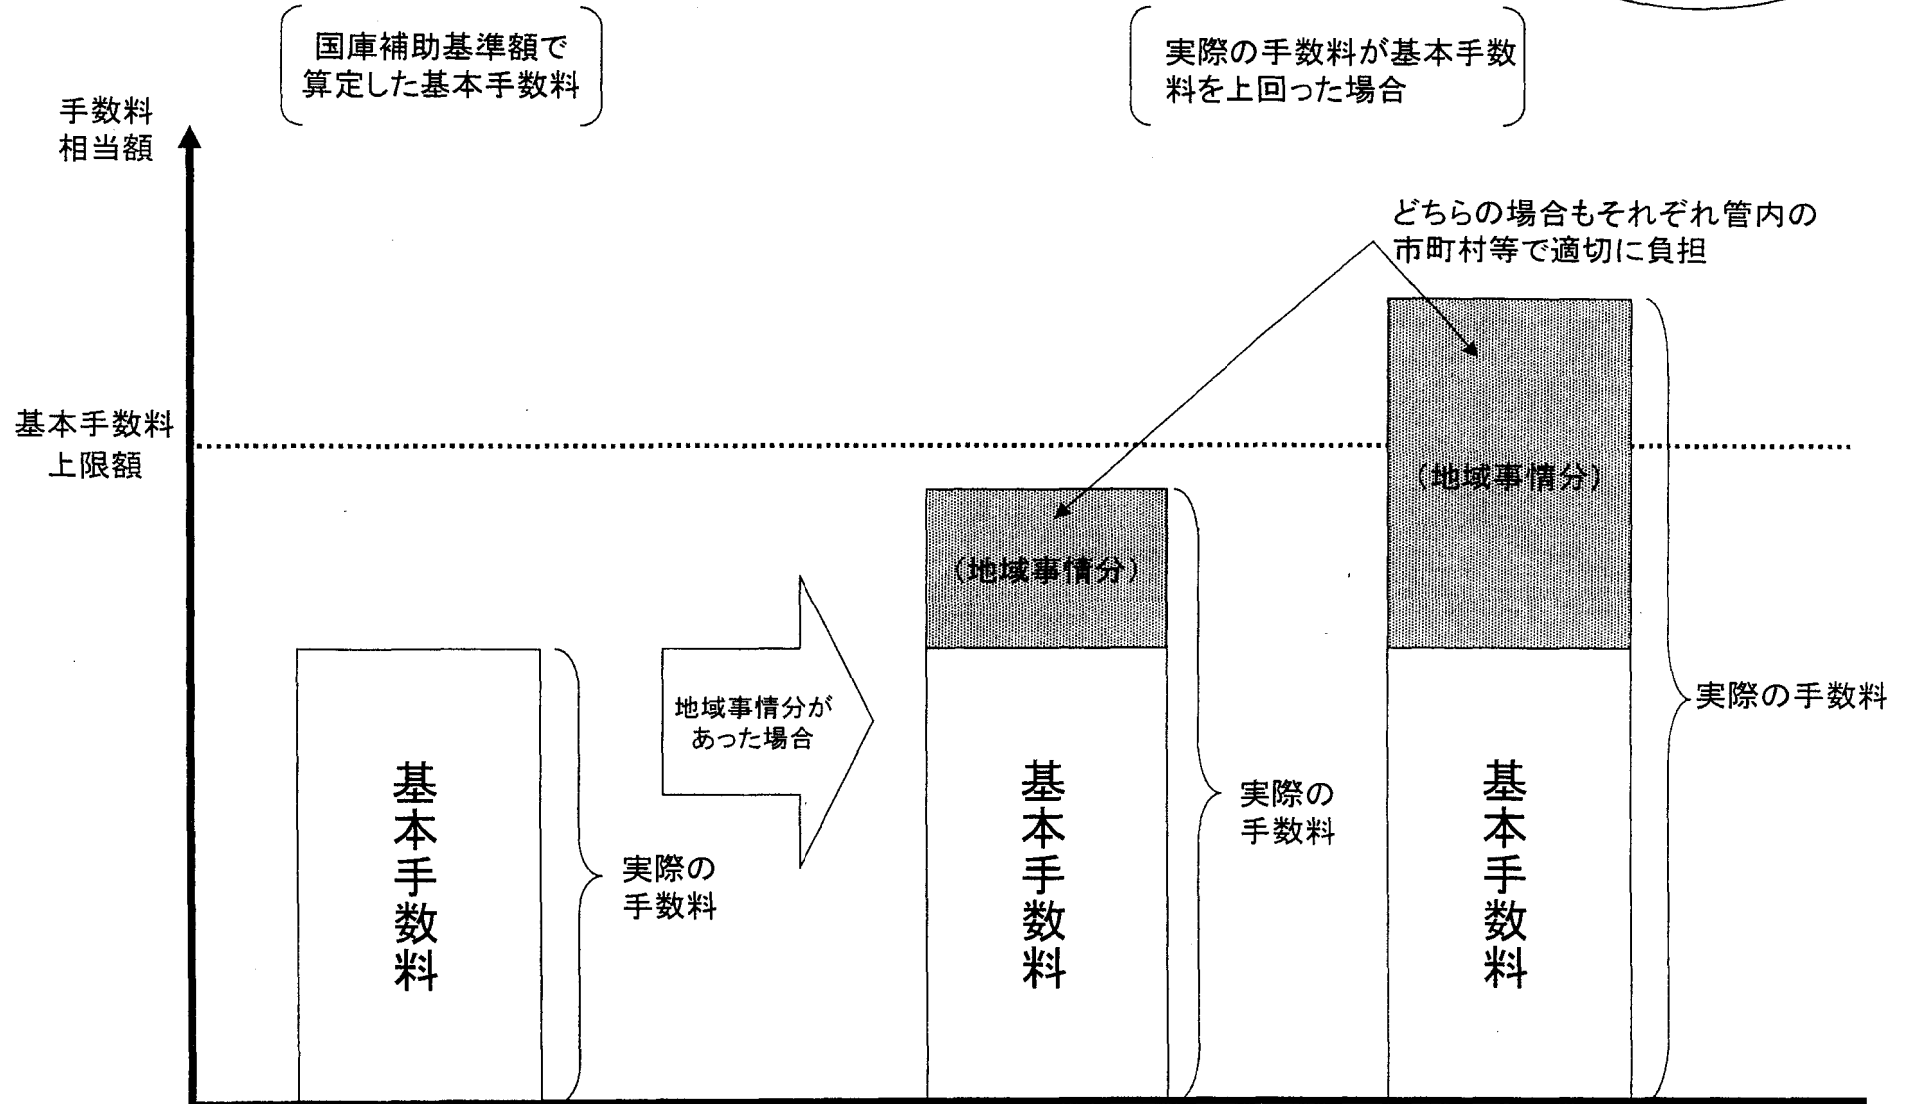 国庫補助基準額で
算定した基本手数料
実際の手数料が基本手数
料を上回った場合
手数料
相当額
どちらの場合もそれぞれ管内の
市町村等で適切に負担
基本手数料
上限額
(地域事情分)
(地域事情分)
地域事情分が
あった場合
実際の手数料
基本手数料
実際の
手数料
基本手数料
実際の
手数料
基本手数料